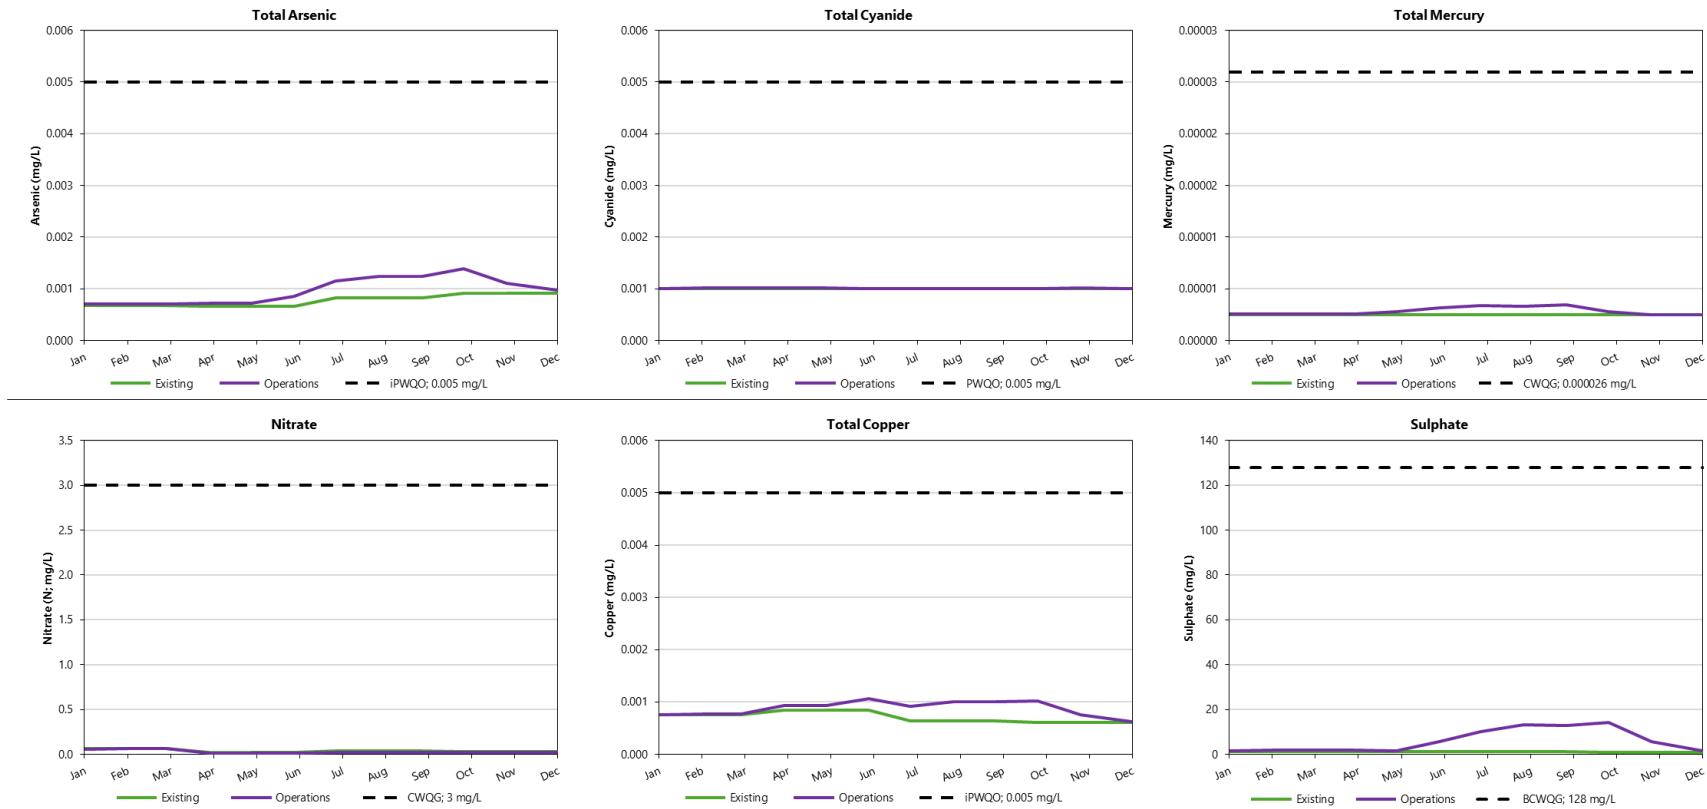 Total Arsenic
0.006
0.005
0.004
0.003
0.002
0.001
0.000
Arsenic (mg/L)
Jan Feb Mar Apr May Jun Jul Aug Sep Oct Nov Dec
Existing Operations iPWQO; 0.005 mg/L
Total Cyanide
0.006
0.005
0.004
0.003
0.002
0.001
0.000
Cyanide (mg/L)
Jan Feb Mar Apr May Jun Jul Aug Sep Oct Nov Dec
Existing Operations PWQO; 0.005 mg/L
Total Mercury
0.00003
0.00003
0.00002
0.00002
0.00001
0.00001
0.00000
Mercury (mg/L)
Jan Feb Mar Apr May Jun Jul Aug Sep Oct Nov Dec
Existing Operations CWQG; 0.000026 mg/L
Nitrate
3.5
3.0
2.5
2.0
1.5
1.0
0.5
0.0
Nitrate (N; mg/L)
Jan Feb Mar Apr May Jun Jul Aug Sep Oct Nov Dec
Existing Operations CWQG; 3 mg/L
Total Copper
0.006
0.005
0.004
0.003
0.002
0.001
0.000
Copper (mg/L)
Jan Feb Mar Apr May Jun Jul Aug Sep Oct Nov Dec
Existing Operations iPWQO; 0.005 mg/L
Sulphate
140
120
100
80
60
40
20
0
Sulphate (mg/L)
Jan Feb Mar Apr May Jun Jul Aug Sep Oct Nov Dec
Existing Operations BCWQG; 128 mg/L